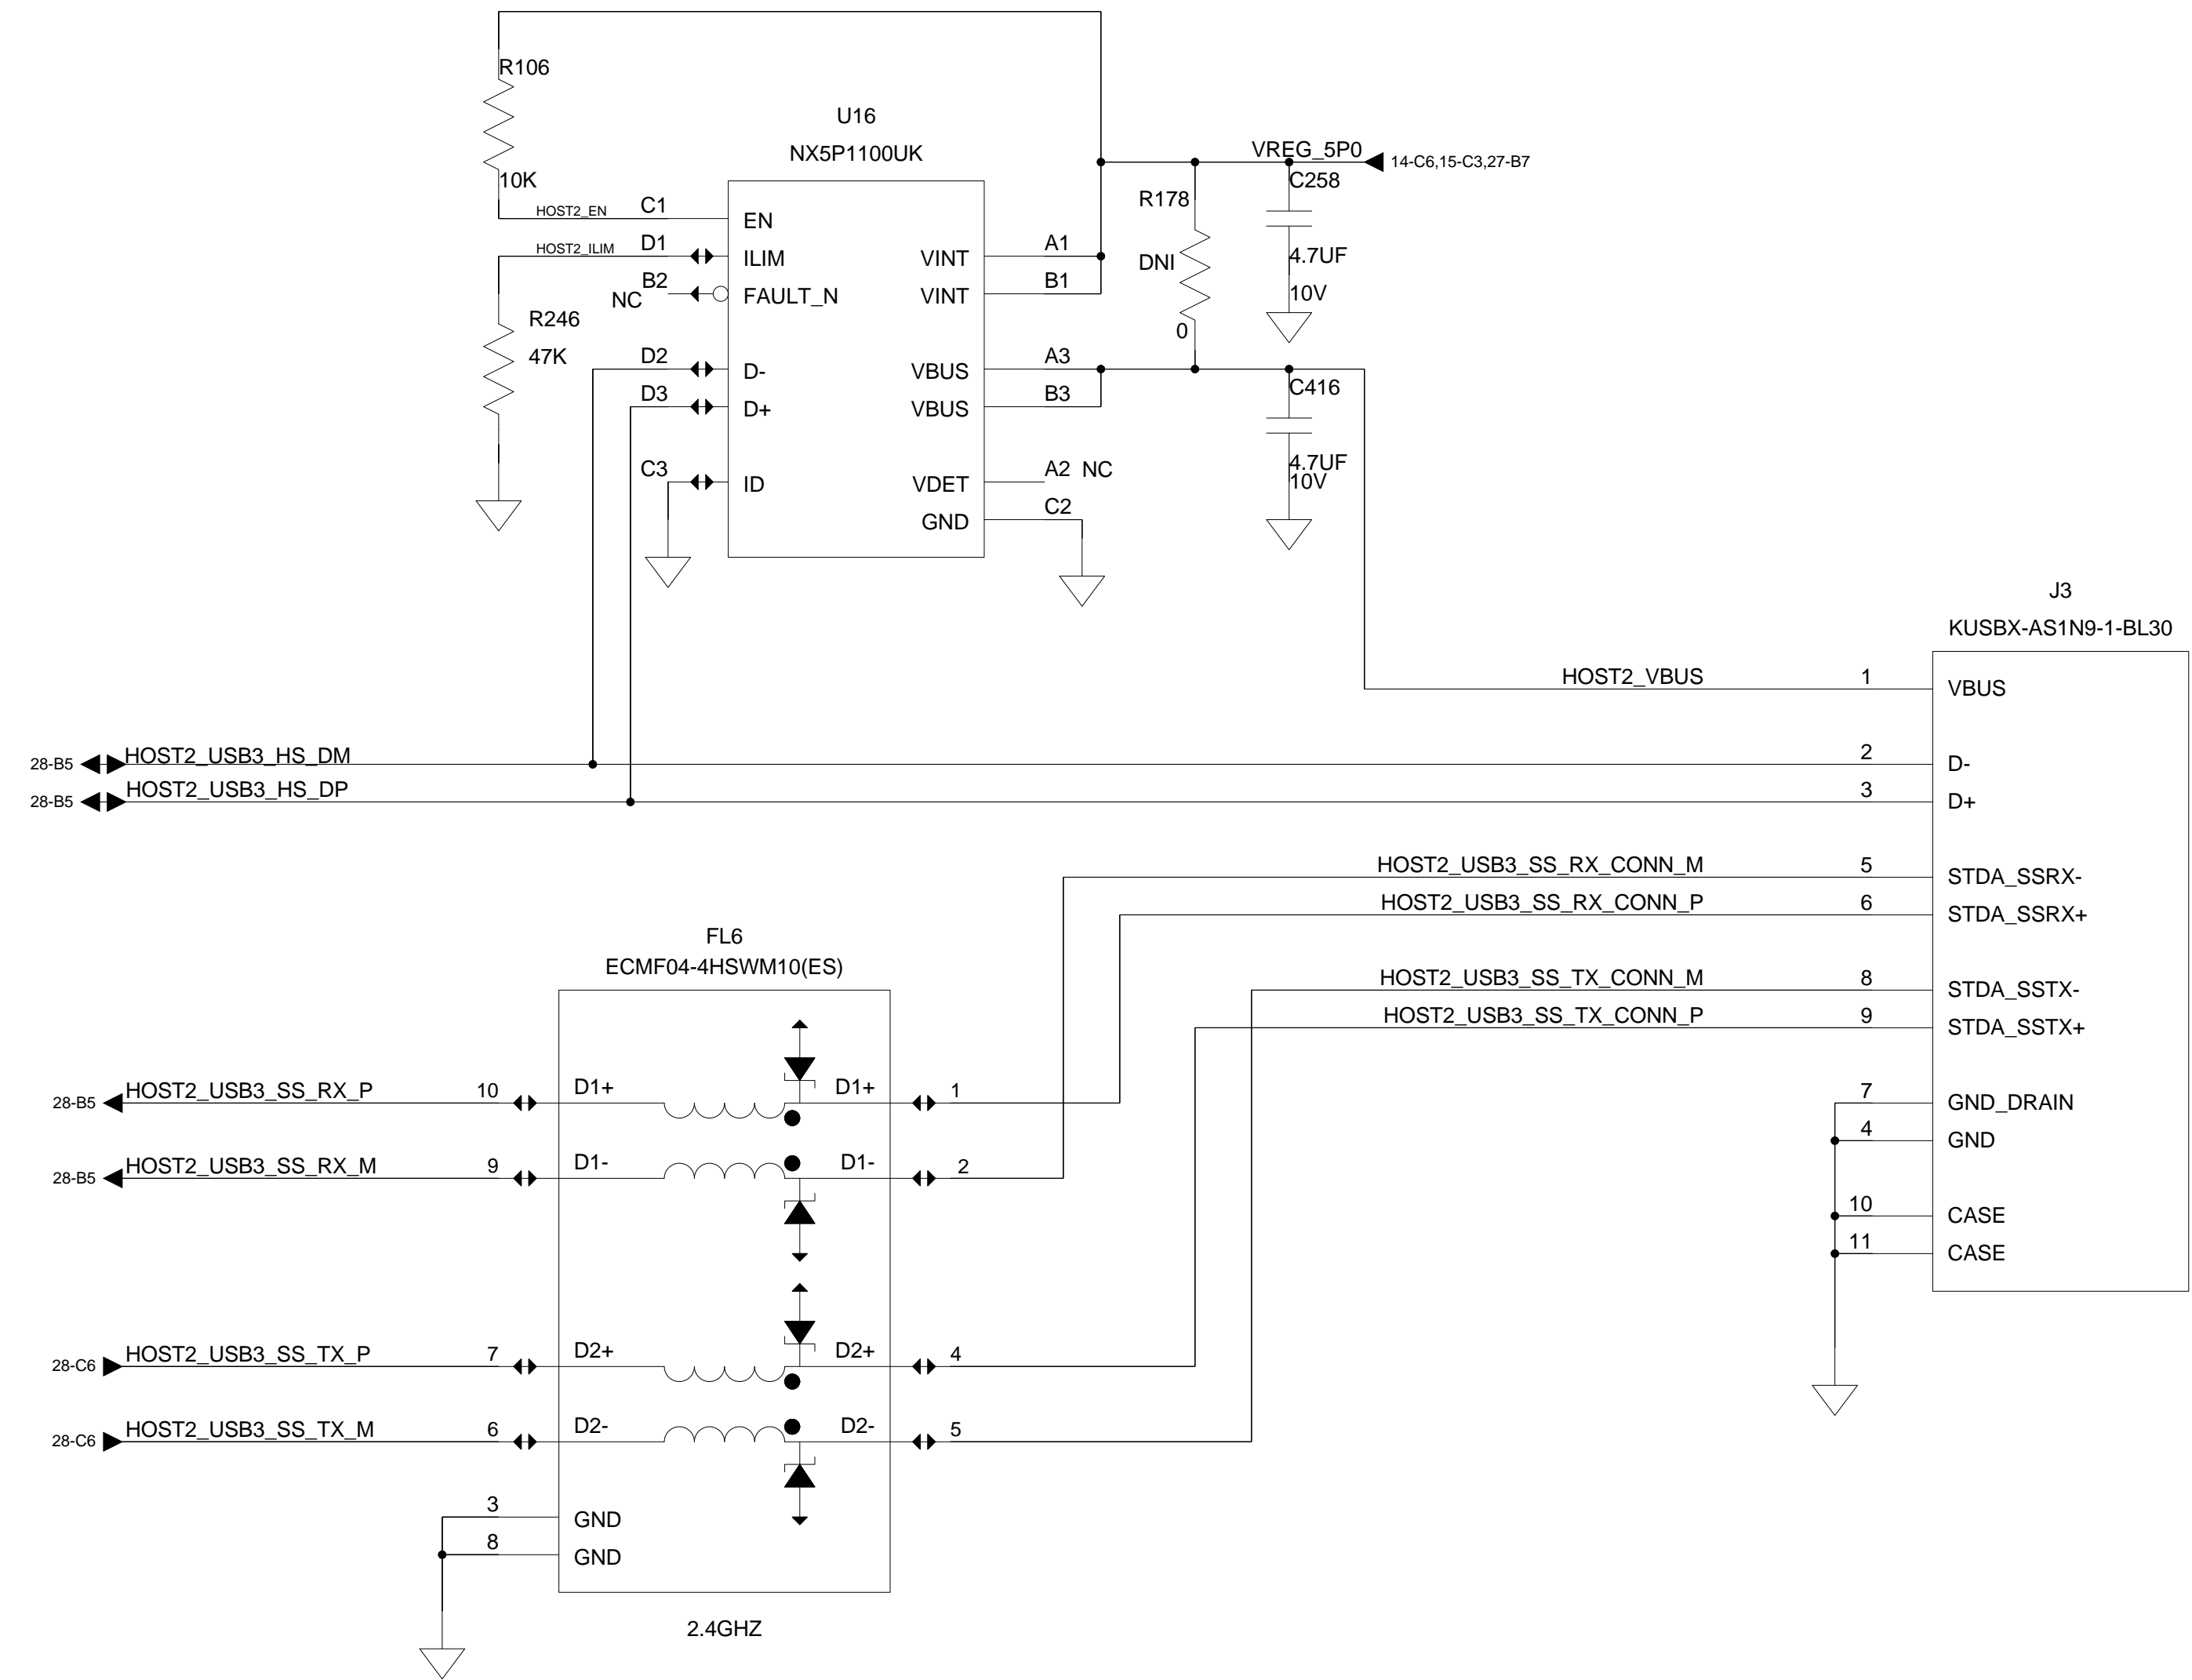 R106
10K
U16
NX5P1100UK
HOST2_EN C1 EN
HOST2_ILIM D1 ILIM
NC B2 FAULT_N
R246
47K
D2 D-
D3 D+
C3 ID
VINT A1
VINT B1
VBUS A3
VBUS B3
VDET A2 NC
GND C2
VREG_5P0 14-C6,15-C3,27-B7
R178
DNI
0
C258
4.7UF
10V
C416
4.7UF
10V
J3
KUSBX-AS1N9-1-BL30
HOST2_VBUS 1 VBUS
28-B5 HOST2_USB3_HS_DM 2 D-
28-B5 HOST2_USB3_HS_DP 3 D+
HOST2_USB3_SS_RX_CONN_M 5 STDA_SSRX-
HOST2_USB3_SS_RX_CONN_P 6 STDA_SSRX+
HOST2_USB3_SS_TX_CONN_M 8 STDA_SSTX-
HOST2_USB3_SS_TX_CONN_P 9 STDA_SSTX+
7 GND_DRAIN
4 GND
10 CASE
11 CASE
FL6
ECMF04-4HSWM10(ES)
28-B5 HOST2_USB3_SS_RX_P 10 D1+ D1+ 1
28-B5 HOST2_USB3_SS_RX_M 9 D1- D1- 2
28-C6 HOST2_USB3_SS_TX_P 7 D2+ D2+ 4
28-C6 HOST2_USB3_SS_TX_M 6 D2- D2- 5
3 GND
8 GND
2.4GHZ